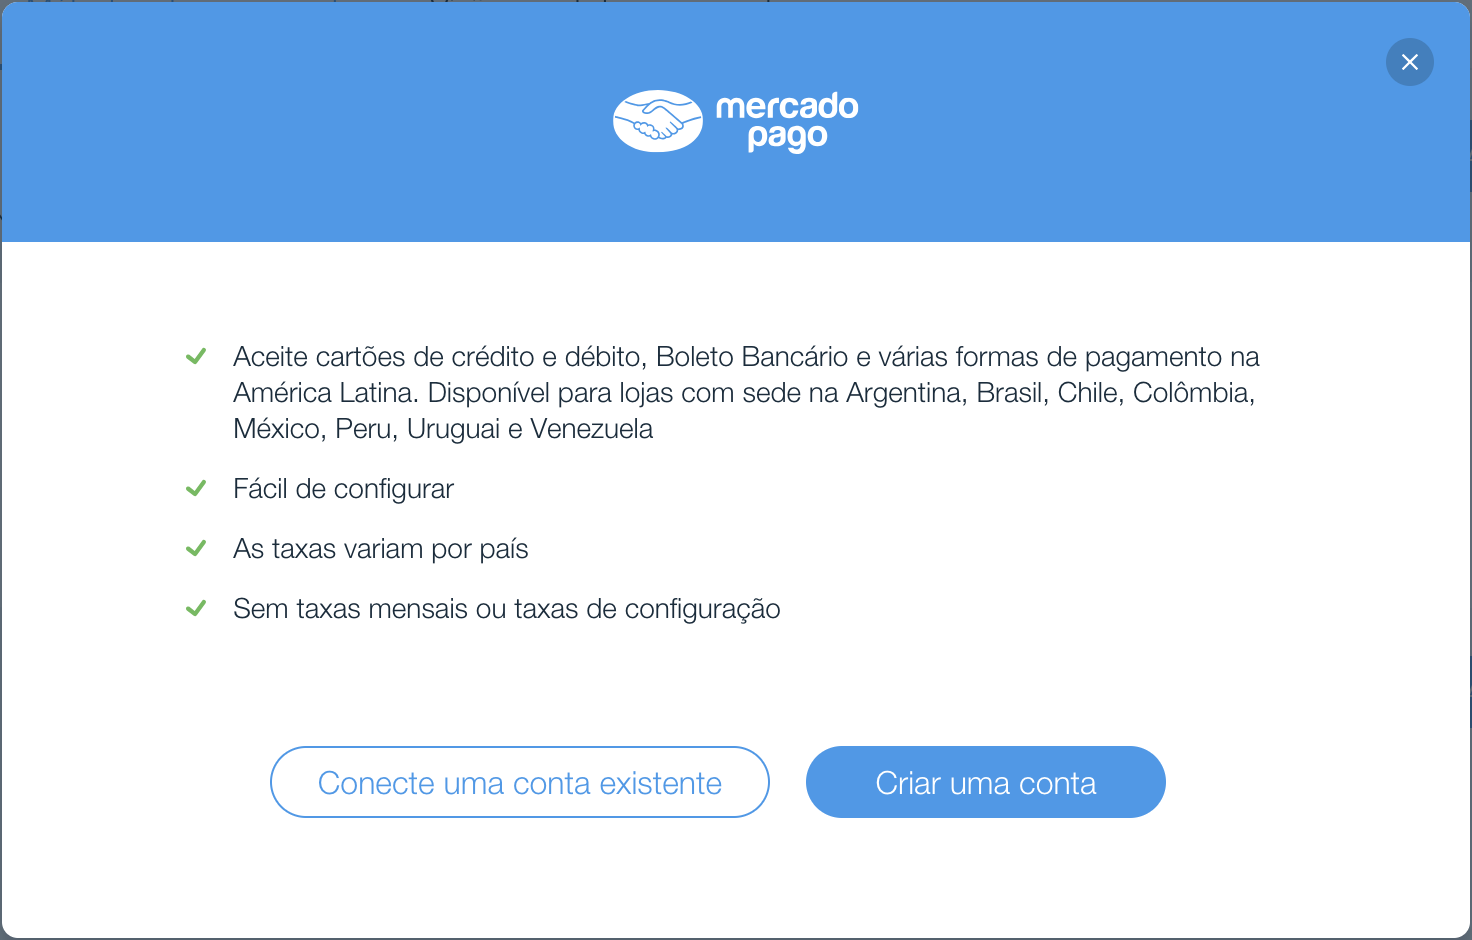 mercado
pago
Aceite cartões de crédito e débito, Boleto Bancário e várias formas de pagamento na
América Latina. Disponível para lojas com sede na Argentina, Brasil, Chile, Colômbia,
México, Peru, Uruguai e Venezuela
Fácil de configurar
As taxas variam por país
Sem taxas mensais ou taxas de configuração
Conecte uma conta existente
Criar uma conta